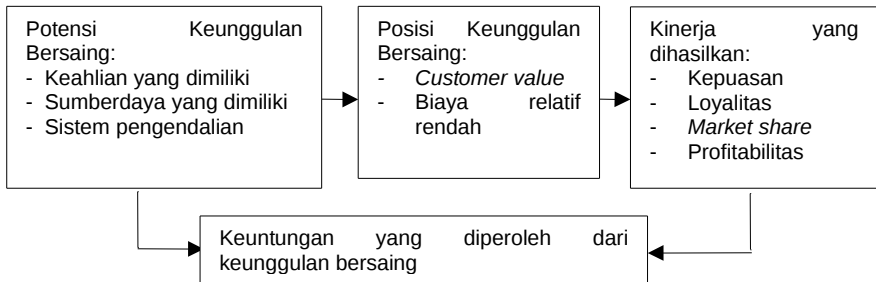 Potensi Keunggulan
Bersaing:
- Keahlian yang dimiliki
- Sumberdaya yang dimiliki
- Sistem pengendalian
Posisi Keunggulan
Bersaing:
- Customer value
- Biaya relatif
rendah
Kinerja yang
dihasilkan:
- Kepuasan
- Loyalitas
- Market share
- Profitabilitas
Keuntungan yang diperoleh dari
keunggulan bersaing